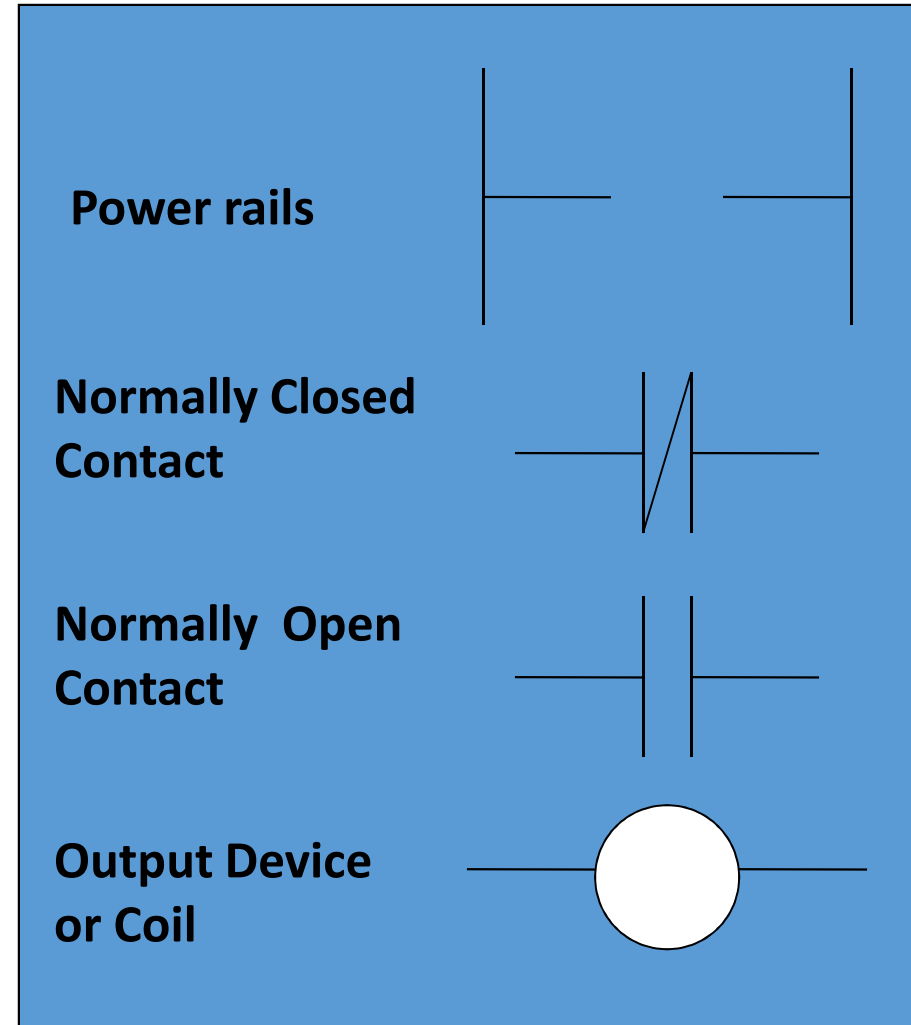 Power rails
Normally Closed
Contact
Normally  Open
Contact
Output Device
or Coil